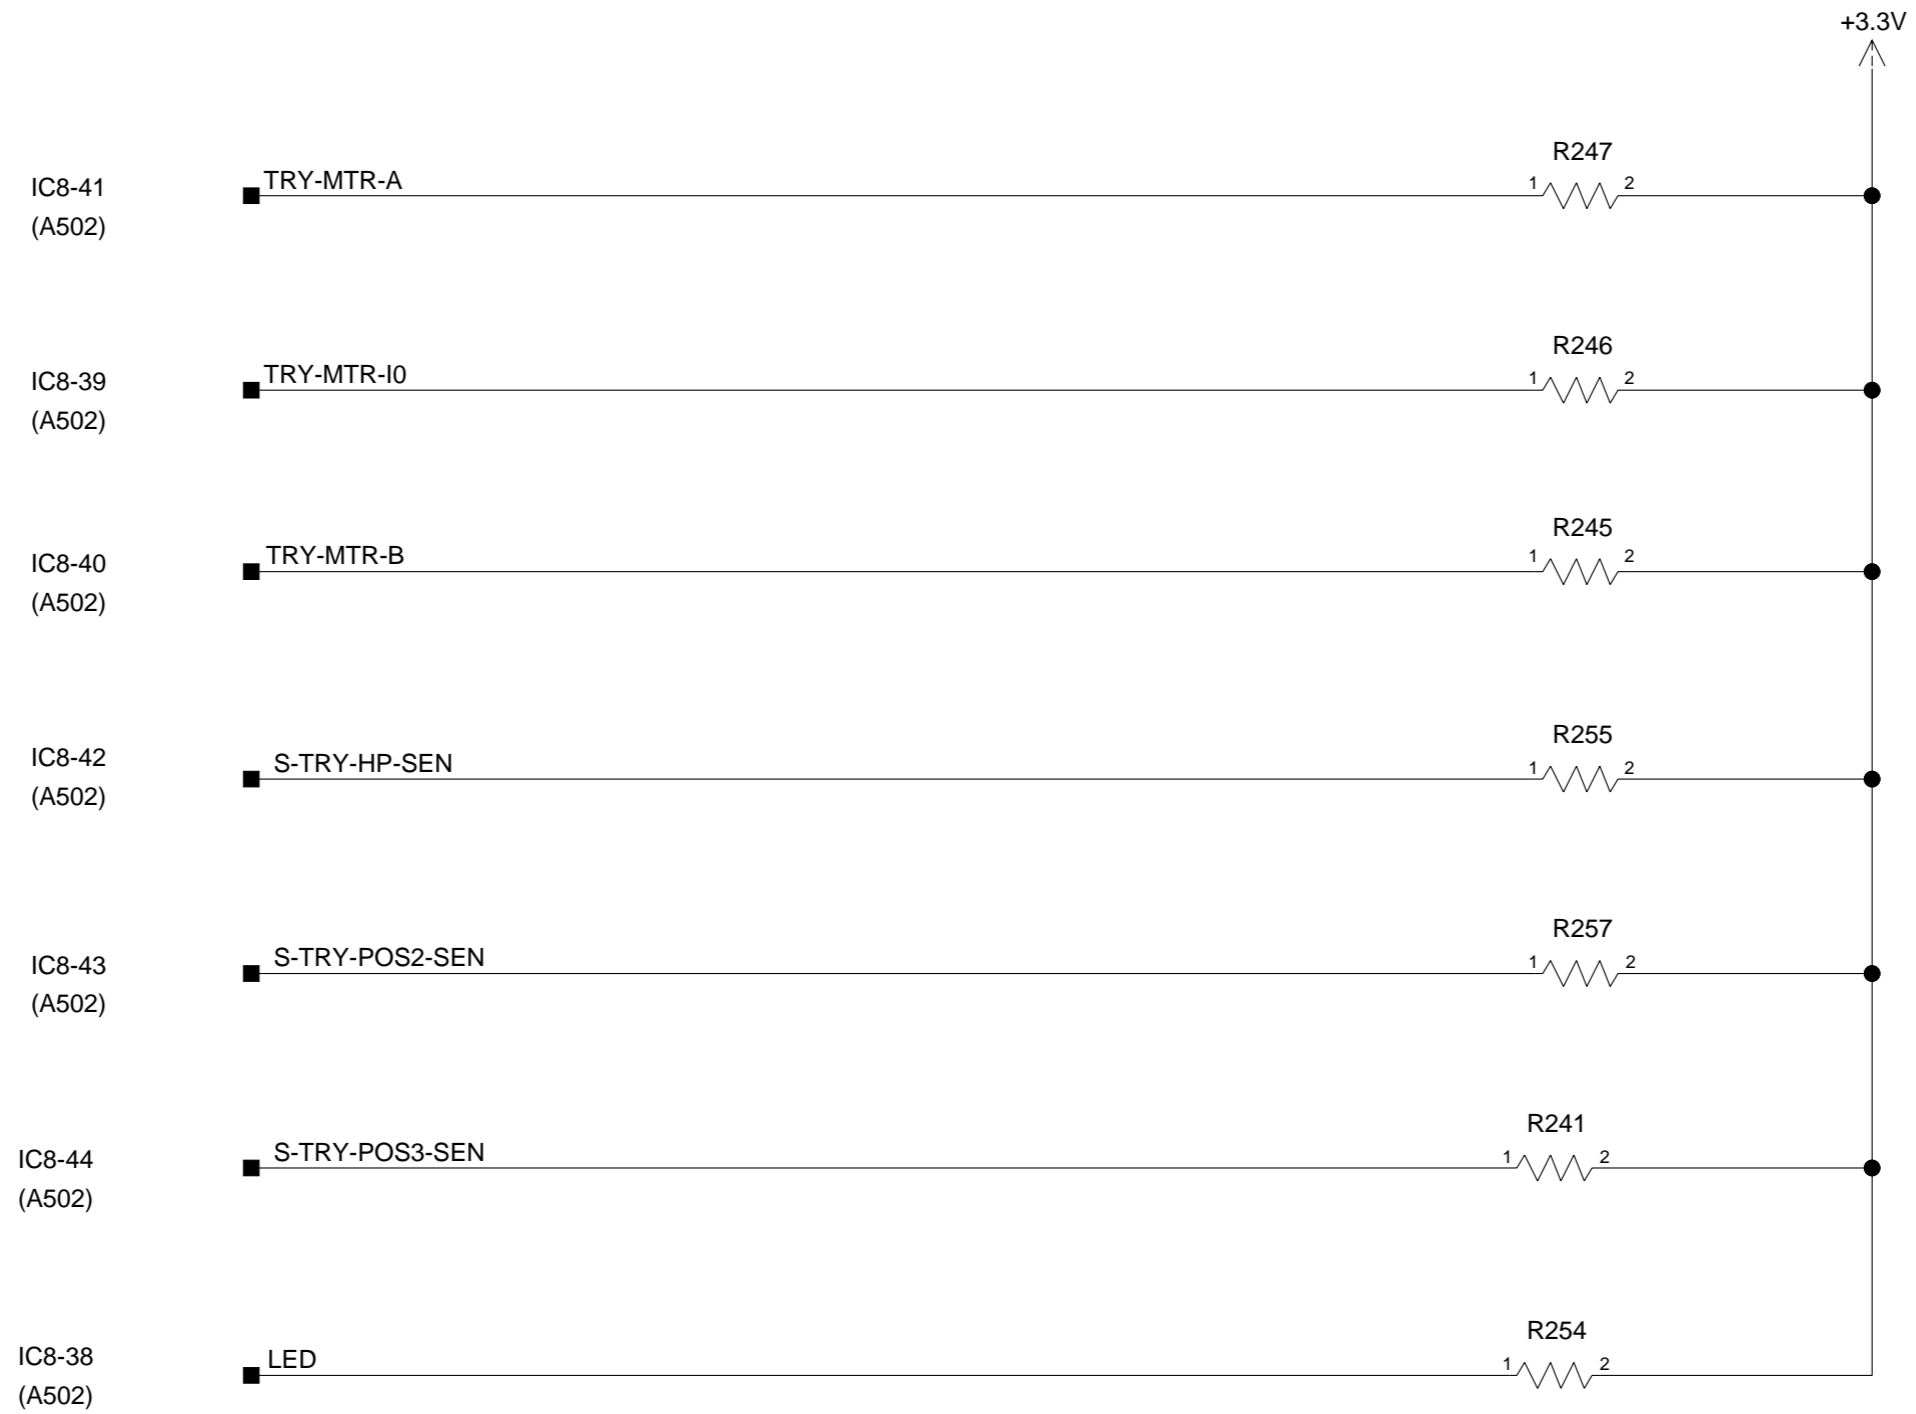 +3.3V
R247
IC8-41
TRY-MTR-A
1
2
(A502)
R246
IC8-39
TRY-MTR-I0
1
2
(A502)
R245
IC8-40
TRY-MTR-B
1
2
(A502)
R255
IC8-42
S-TRY-HP-SEN
1
2
(A502)
R257
IC8-43
S-TRY-POS2-SEN
1
2
(A502)
R241
IC8-44
S-TRY-POS3-SEN
1
2
(A502)
R254
IC8-38
LED
1
2
(A502)